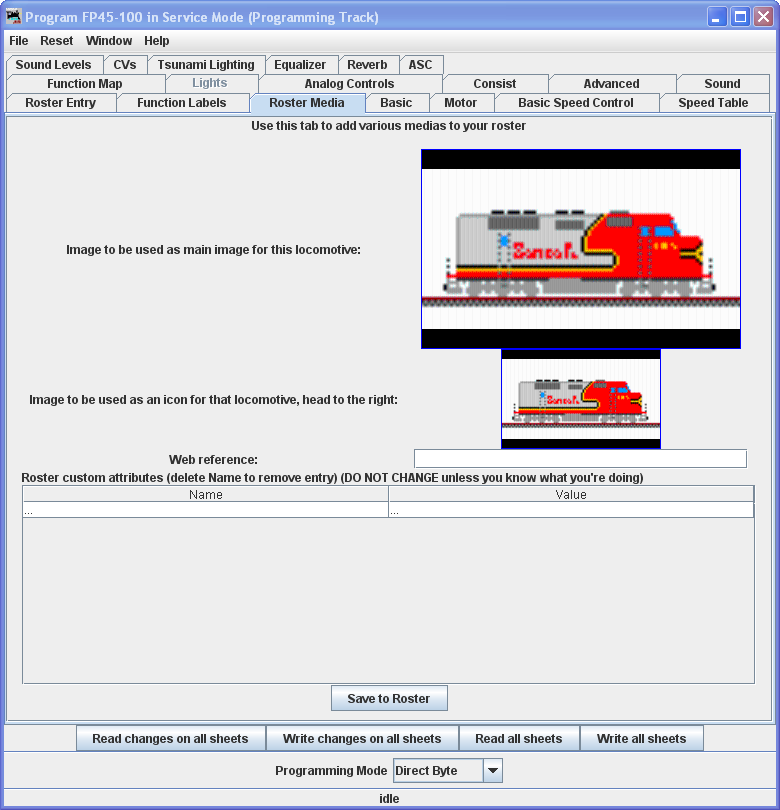 Program FP45-100 in Service Mode (Programming Track)
File Reset Window Help
Sound Levels CVs Tsunami Lighting Equalizer Reverb ASC
Function Map Lights Analog Controls Consist Advanced Sound
Roster Entry Function Labels Roster Media Basic Motor Basic Speed Control Speed Table
Use this tab to add various medias to your roster
Image to be used as main image for this locomotive:
Santa Fe
Image to be used as an icon for that locomotive, head to the right:
Santa Fe
Web reference:
Roster custom attributes (delete Name to remove entry) (DO NOT CHANGE unless you know what you're doing)
Name Value
... ...
Save to Roster
Read changes on all sheets Write changes on all sheets Read all sheets Write all sheets
Programming Mode Direct Byte
idle